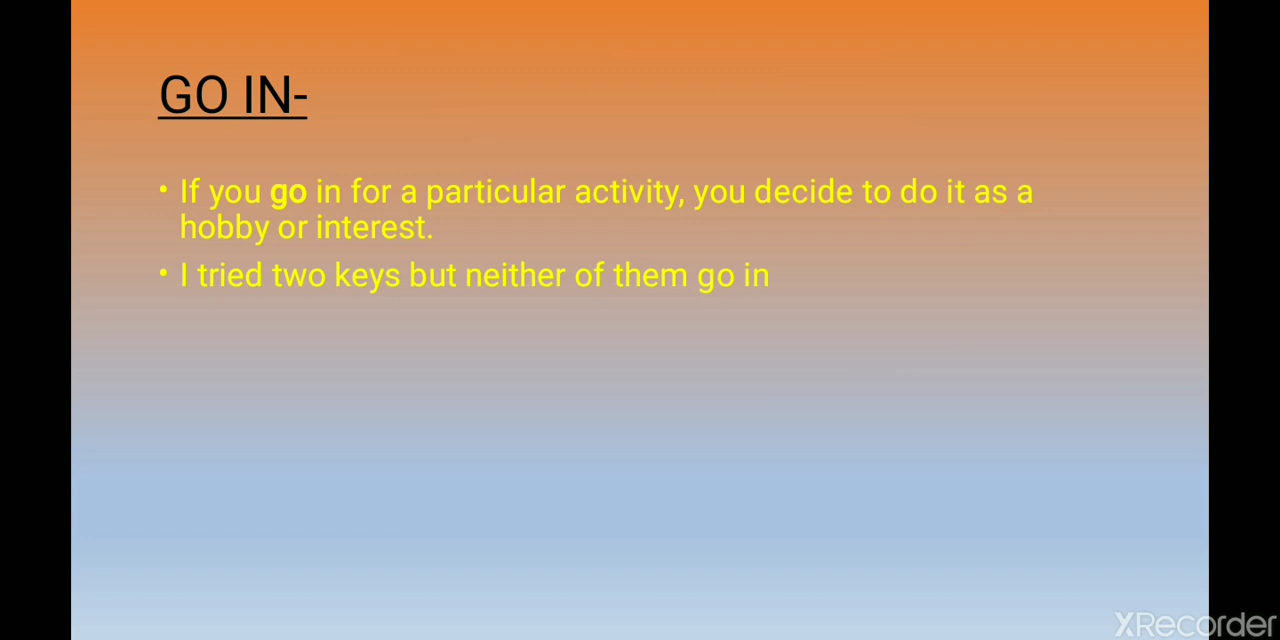 GO IN-
• If you go in for a particular activity, you decide to do it as a
hobby or interest.
• I tried two keys but neither of them go in
XRecorder